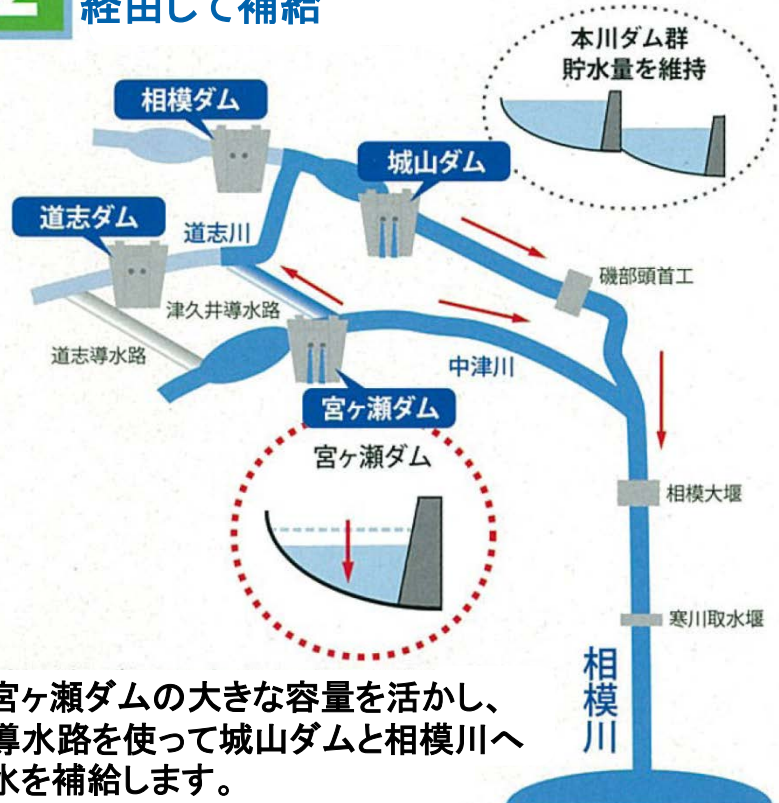 経由して補給
本川ダム群
貯水量を維持
相模ダム
城山ダム
道志ダム
道志川
磯部頭首工
津久井導水路
道志導水路
中津川
宮ヶ瀬ダム
宮ヶ瀬ダム
相模大堰
寒川取水堰
相模川
宮ヶ瀬ダムの大きな容量を活かし、
導水路を使って城山ダムと相模川へ
水を補給します。